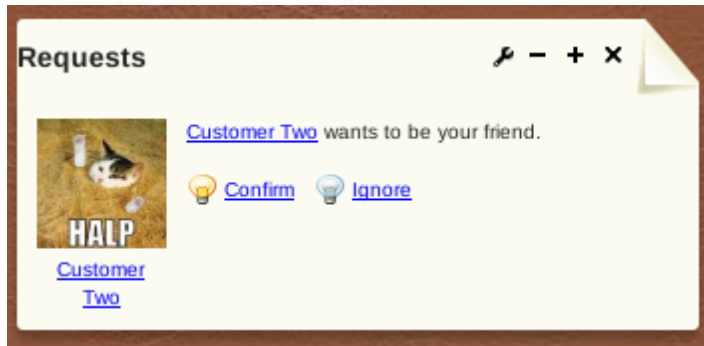 Requests
Customer Two wants to be your friend.
Confirm Ignore
HALP
Customer
Two